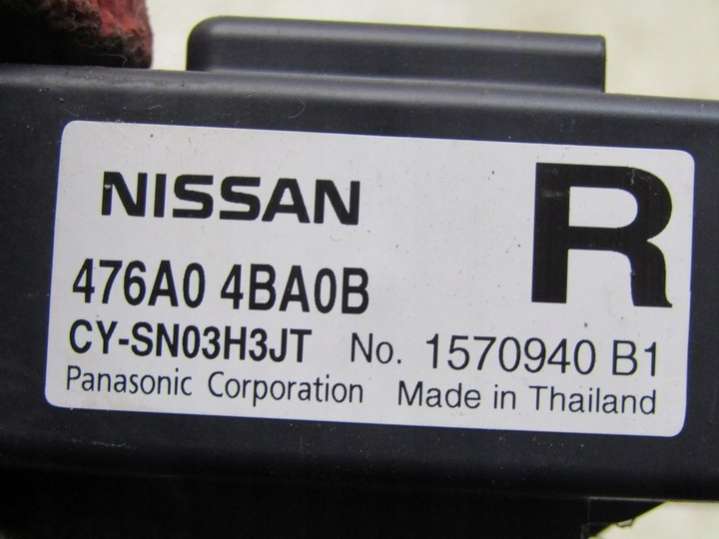 NISSAN R
476A0 4BA0B
CY-SN03H3JT No. 1570940 B1
Panasonic Corporation Made in Thailand